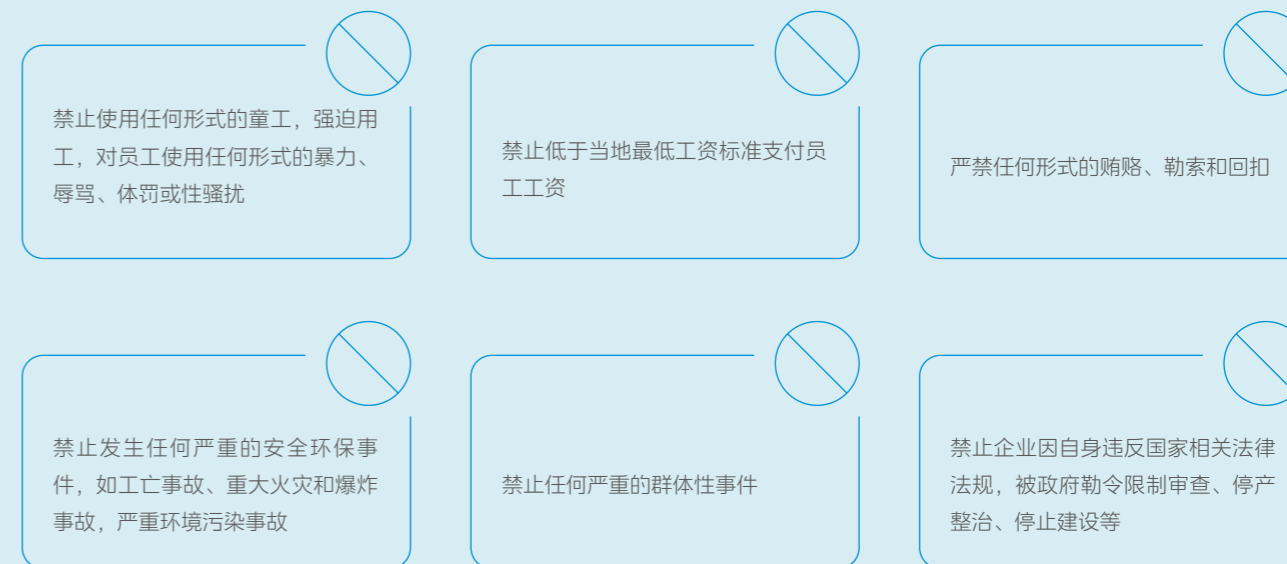 禁止使用任何形式的童工，强迫用
工，对员工使用任何形式的暴力、
辱骂、体罚或性骚扰
禁止低于当地最低工资标准支付员
工工资
严禁任何形式的贿赂、勒索和回扣
禁止发生任何严重的安全环保事
件，如工亡事故、重大火灾和爆炸
事故，严重环境污染事故
禁止任何严重的群体性事件
禁止企业因自身违反国家相关法律
法规，被政府勒令限制审查、停产
整治、停止建设等